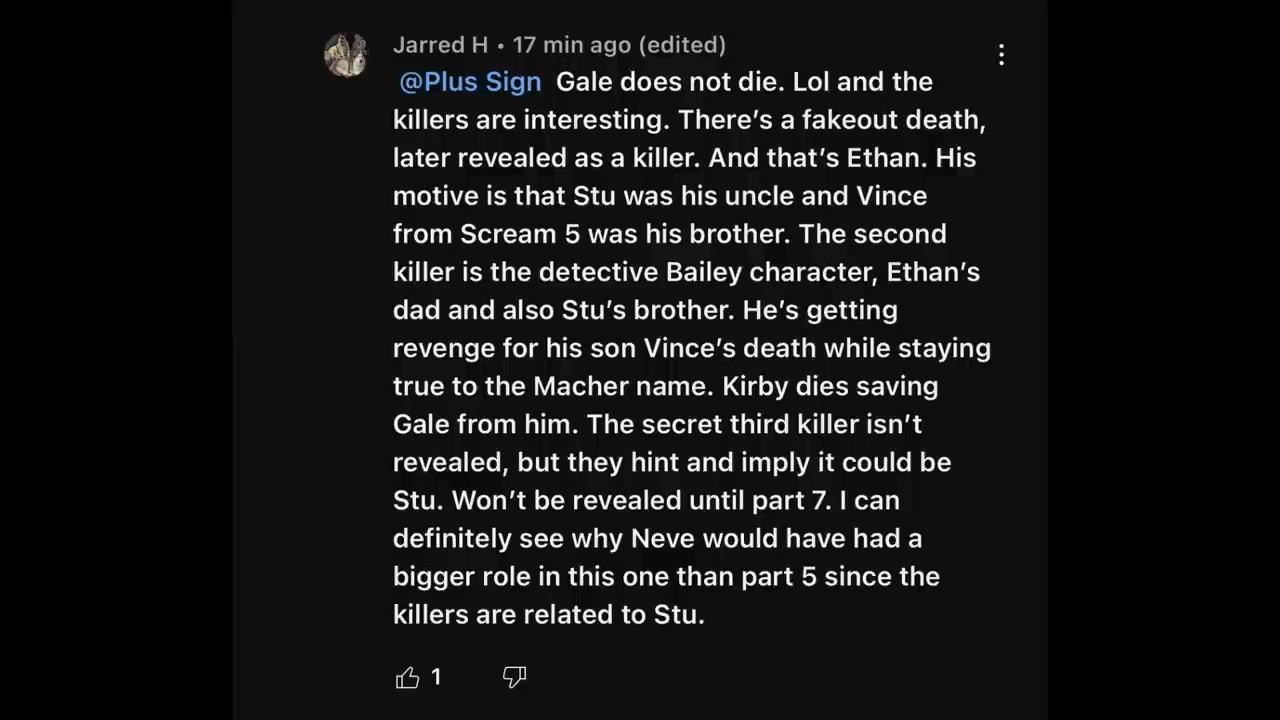 Jarred H • 17 min ago (edited)
@Plus Sign Gale does not die. Lol and the
killers are interesting. There’s a fakeout death,
later revealed as a killer. And that’s Ethan. His
motive is that Stu was his uncle and Vince
from Scream 5 was his brother. The second
killer is the detective Bailey character, Ethan’s
dad and also Stu’s brother. He’s getting
revenge for his son Vince’s death while staying
true to the Macher name. Kirby dies saving
Gale from him. The secret third killer isn’t
revealed, but they hint and imply it could be
Stu. Won’t be revealed until part 7. I can
definitely see why Neve would have had a
bigger role in this one than part 5 since the
killers are related to Stu.
1